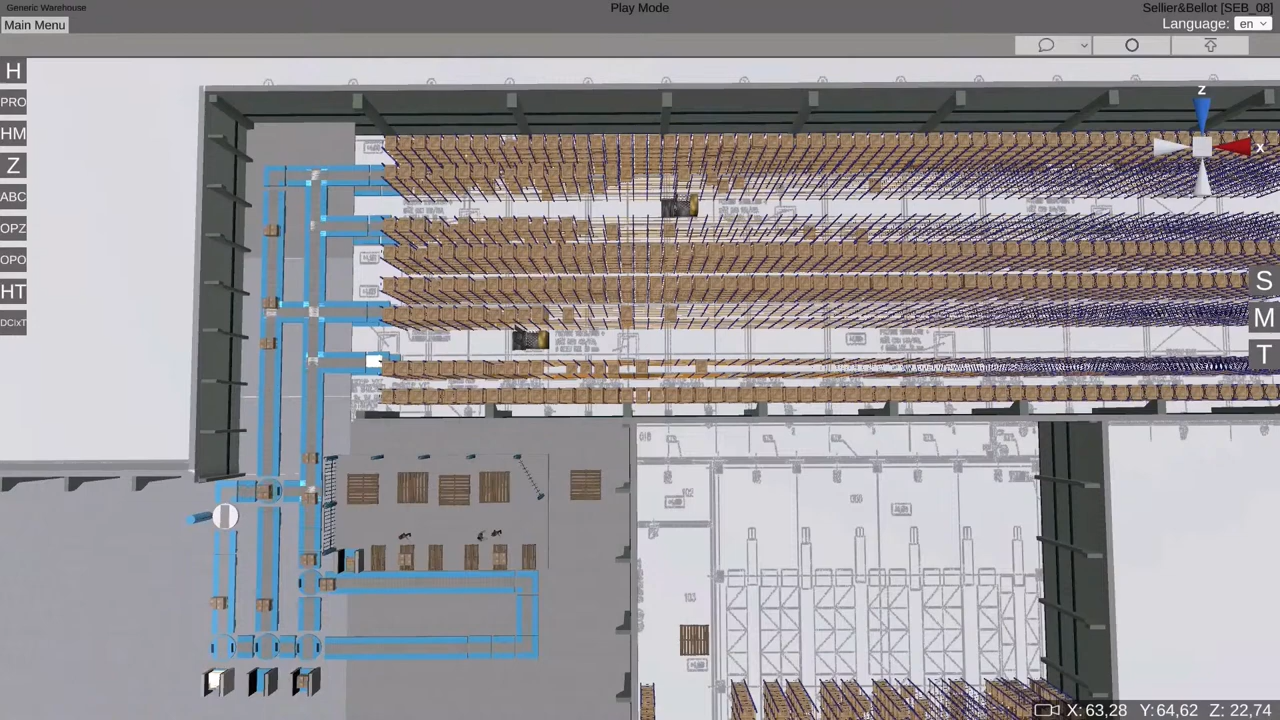 Generic Warehouse
Play Mode
Sellier&Bellot [SEB_08]
Main Menu
Language: en
H
PRO
HM
Z
ABC
OPZ
OPO
HT
DCIxT
z
x
S
M
T
103
X: 63,28 Y: 64,62 Z: 22,74